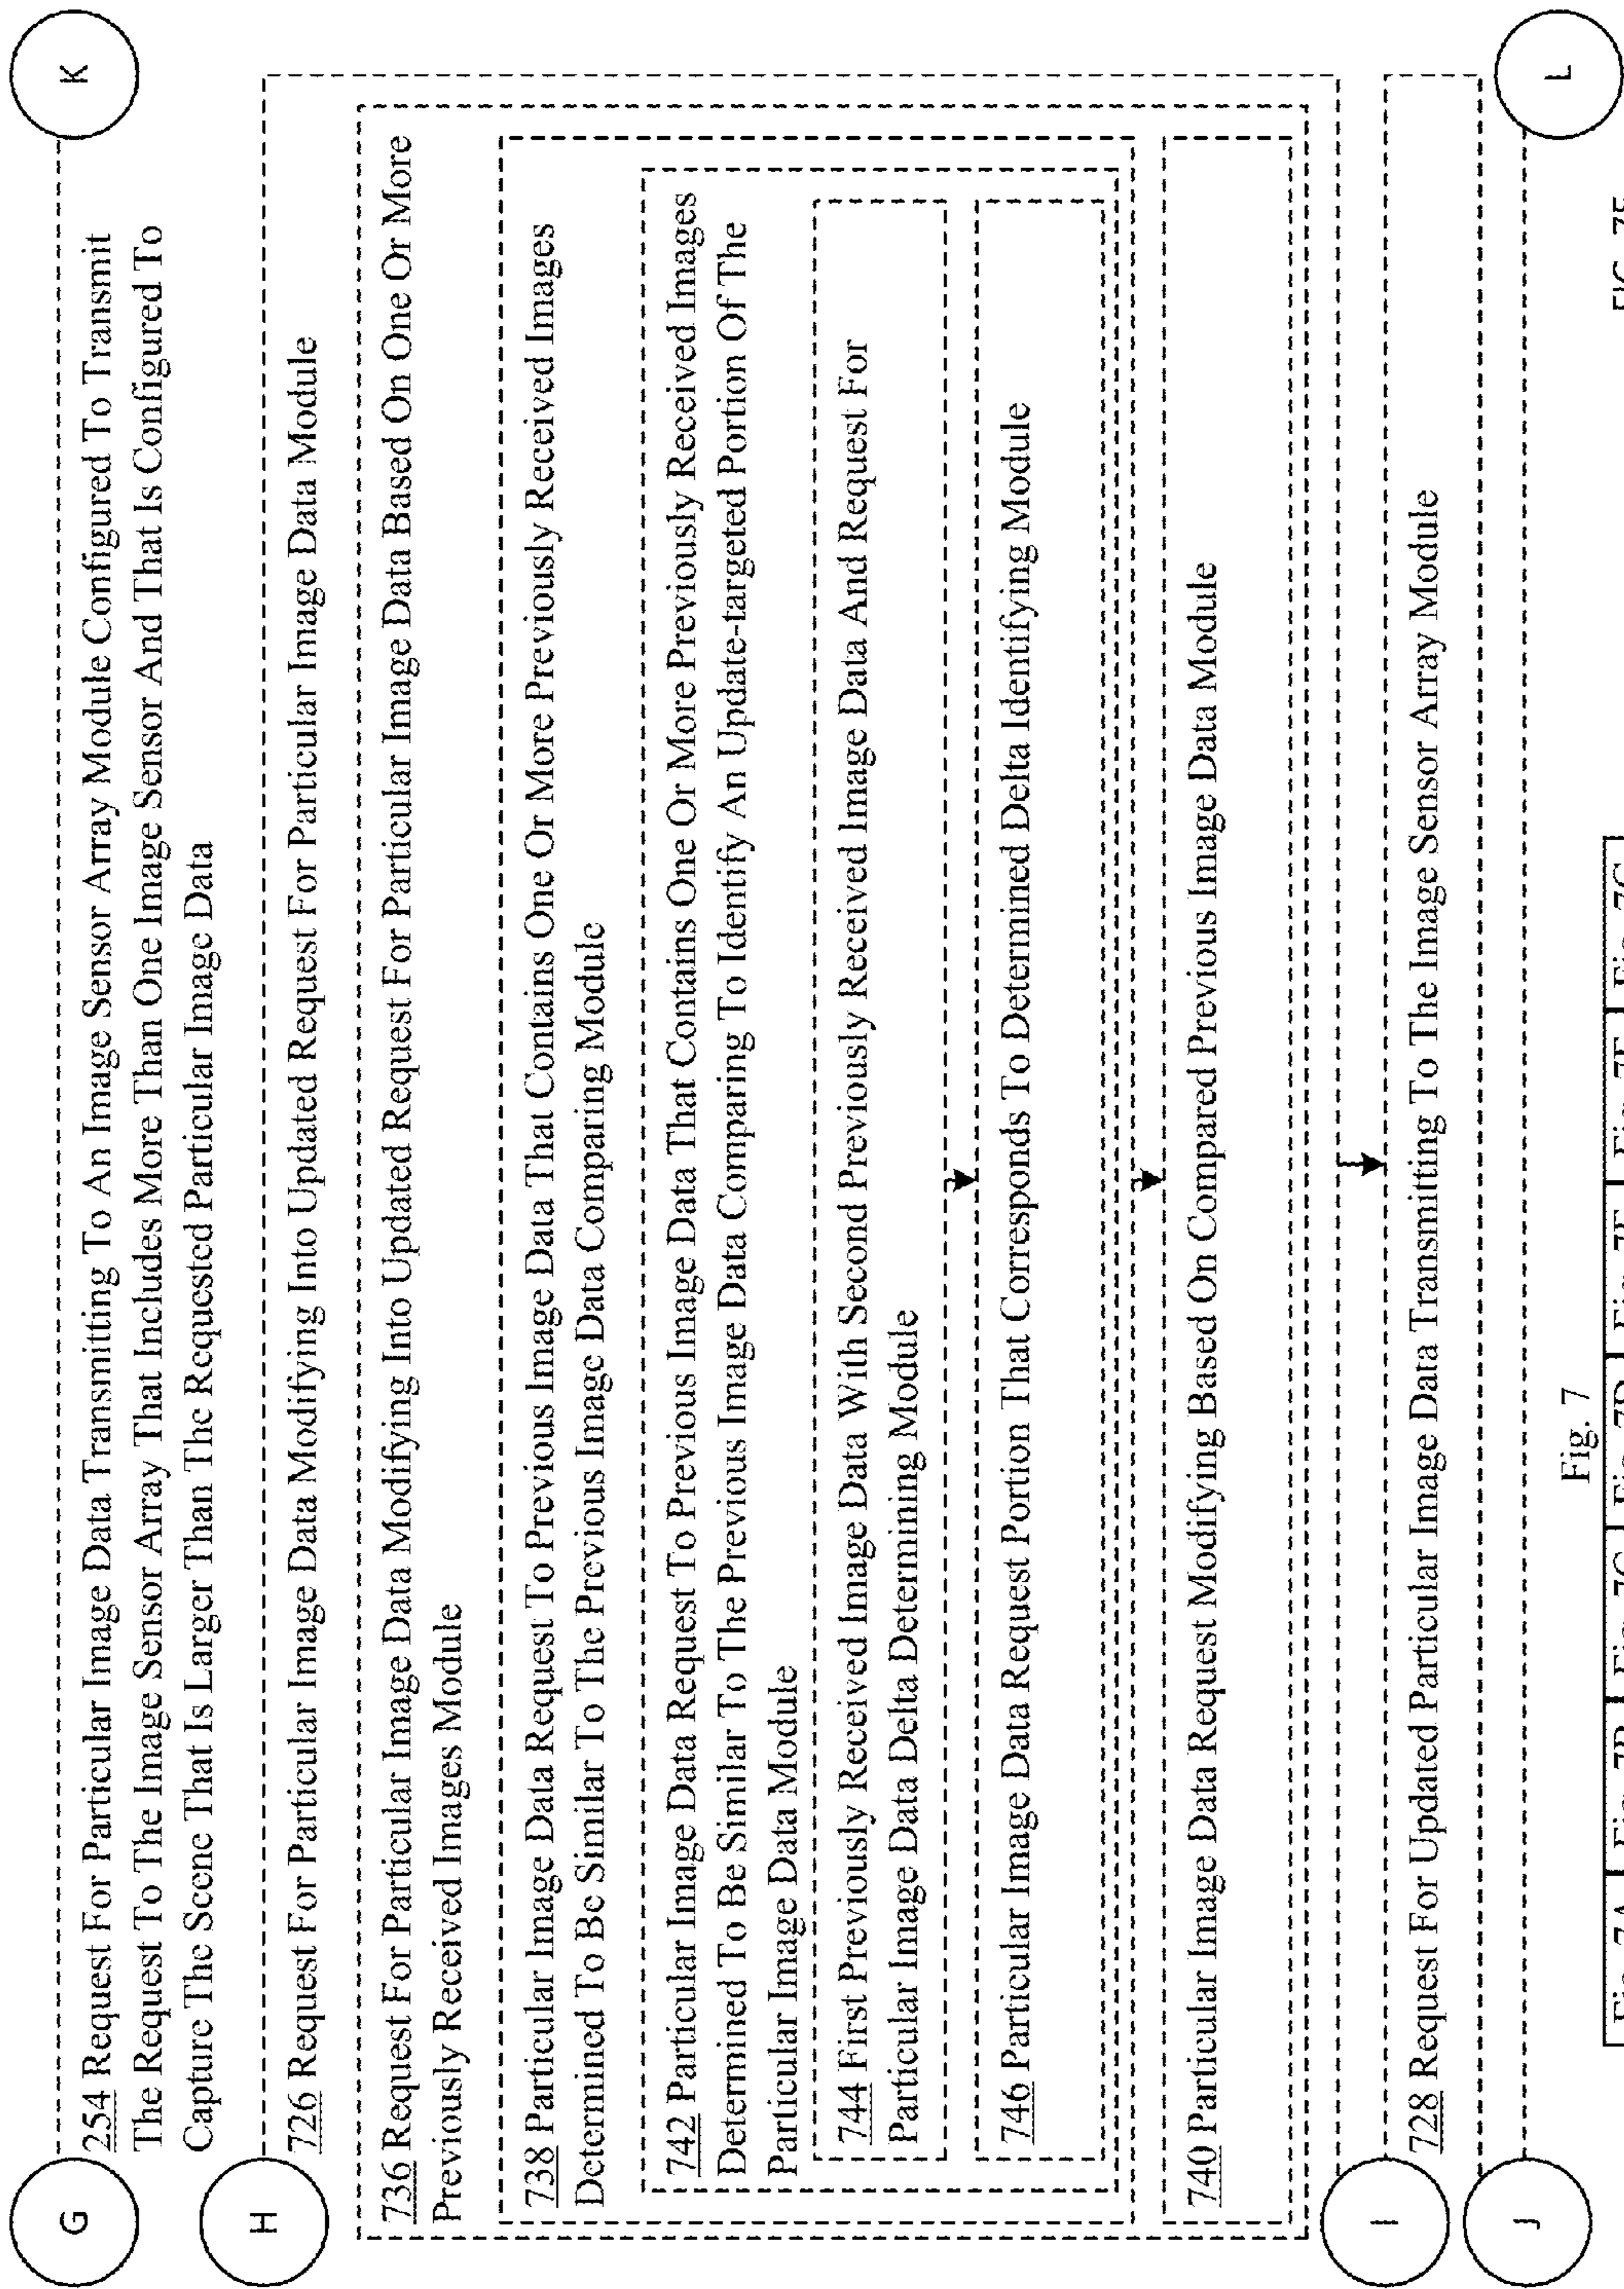 G
K
254 Request For Particular Image Data Transmitting To An Image Sensor Array Module Configured To Transmit
The Request To The Image Sensor Array That Includes More Than One Image Sensor And That Is Configured To
Capture The Scene That Is Larger Than The Requested Particular Image Data
H
726 Request For Particular Image Data Modifying Into Updated Request For Particular Image Data Module
736 Request For Particular Image Data Modifying Into Updated Request For Particular Image Data Based On One Or More
Previously Received Images Module
738 Particular Image Data Request To Previous Image Data That Contains One Or More Previously Received Images
Determined To Be Similar To The Previous Image Data Comparing Module
742 Particular Image Data Request To Previous Image Data That Contains One Or More Previously Received Images
Determined To Be Similar To The Previous Image Data Comparing To Identify An Update-targeted Portion Of The
Particular Image Data Module
744 First Previously Received Image Data With Second Previously Received Image Data And Request For
Particular Image Data Delta Determining Module
746 Particular Image Data Request Portion That Corresponds To Determined Delta Identifying Module
740 Particular Image Data Request Modifying Based On Compared Previous Image Data Module
I
728 Request For Updated Particular Image Data Transmitting To The Image Sensor Array Module
J
L
Fig. 7